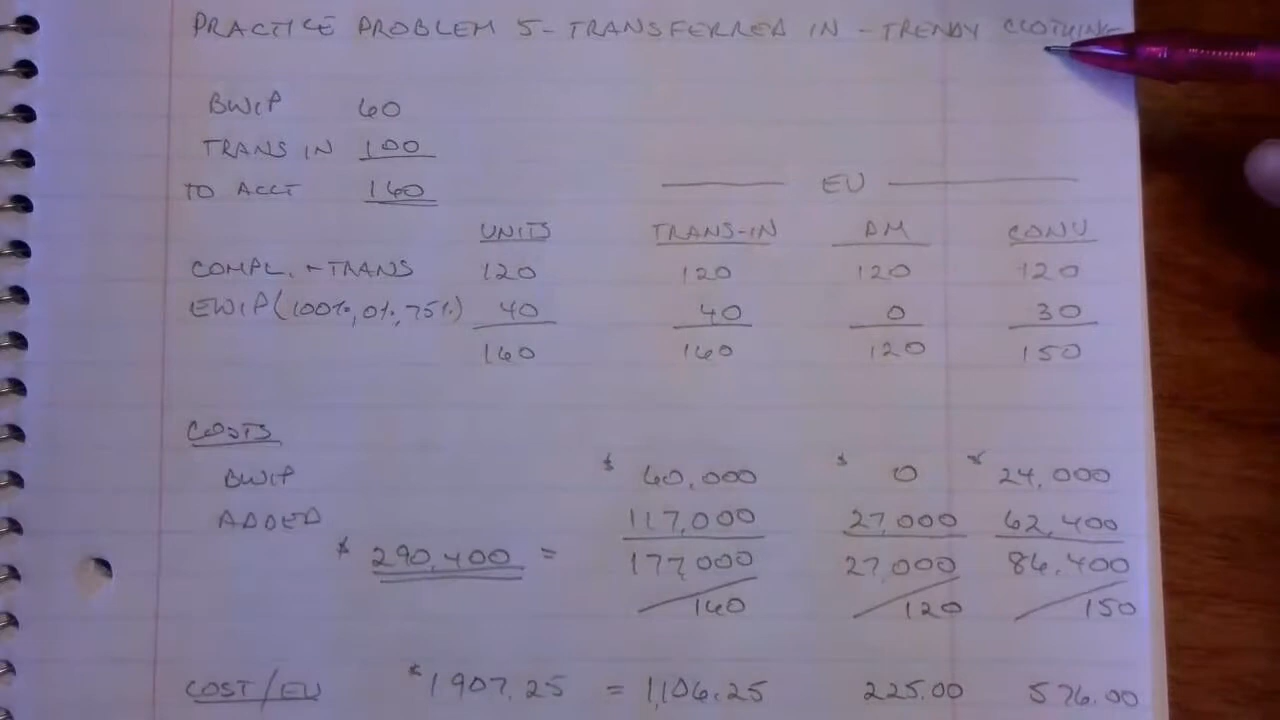 PRACTICE PROBLEM 5 - TRANSFERRED IN - TRENDY CLOTHING
BWIP 60
TRANS IN 100
TO ACCT 160
EU
UNITS TRANS-IN DM CONV
COMPL. + TRANS 120 120 120 120
EWIP (100%, 0%, 75%) 40 40 0 30
160 160 120 150
COSTS
BWIP $ 60,000 $ 0 $ 24,000
ADDED 117,000 27,000 62,400
$ 290,400 = 177,000 27,000 86,400
/160 /120 /150
COST/EU $1907.25 = 1,106.25 225.00 576.00